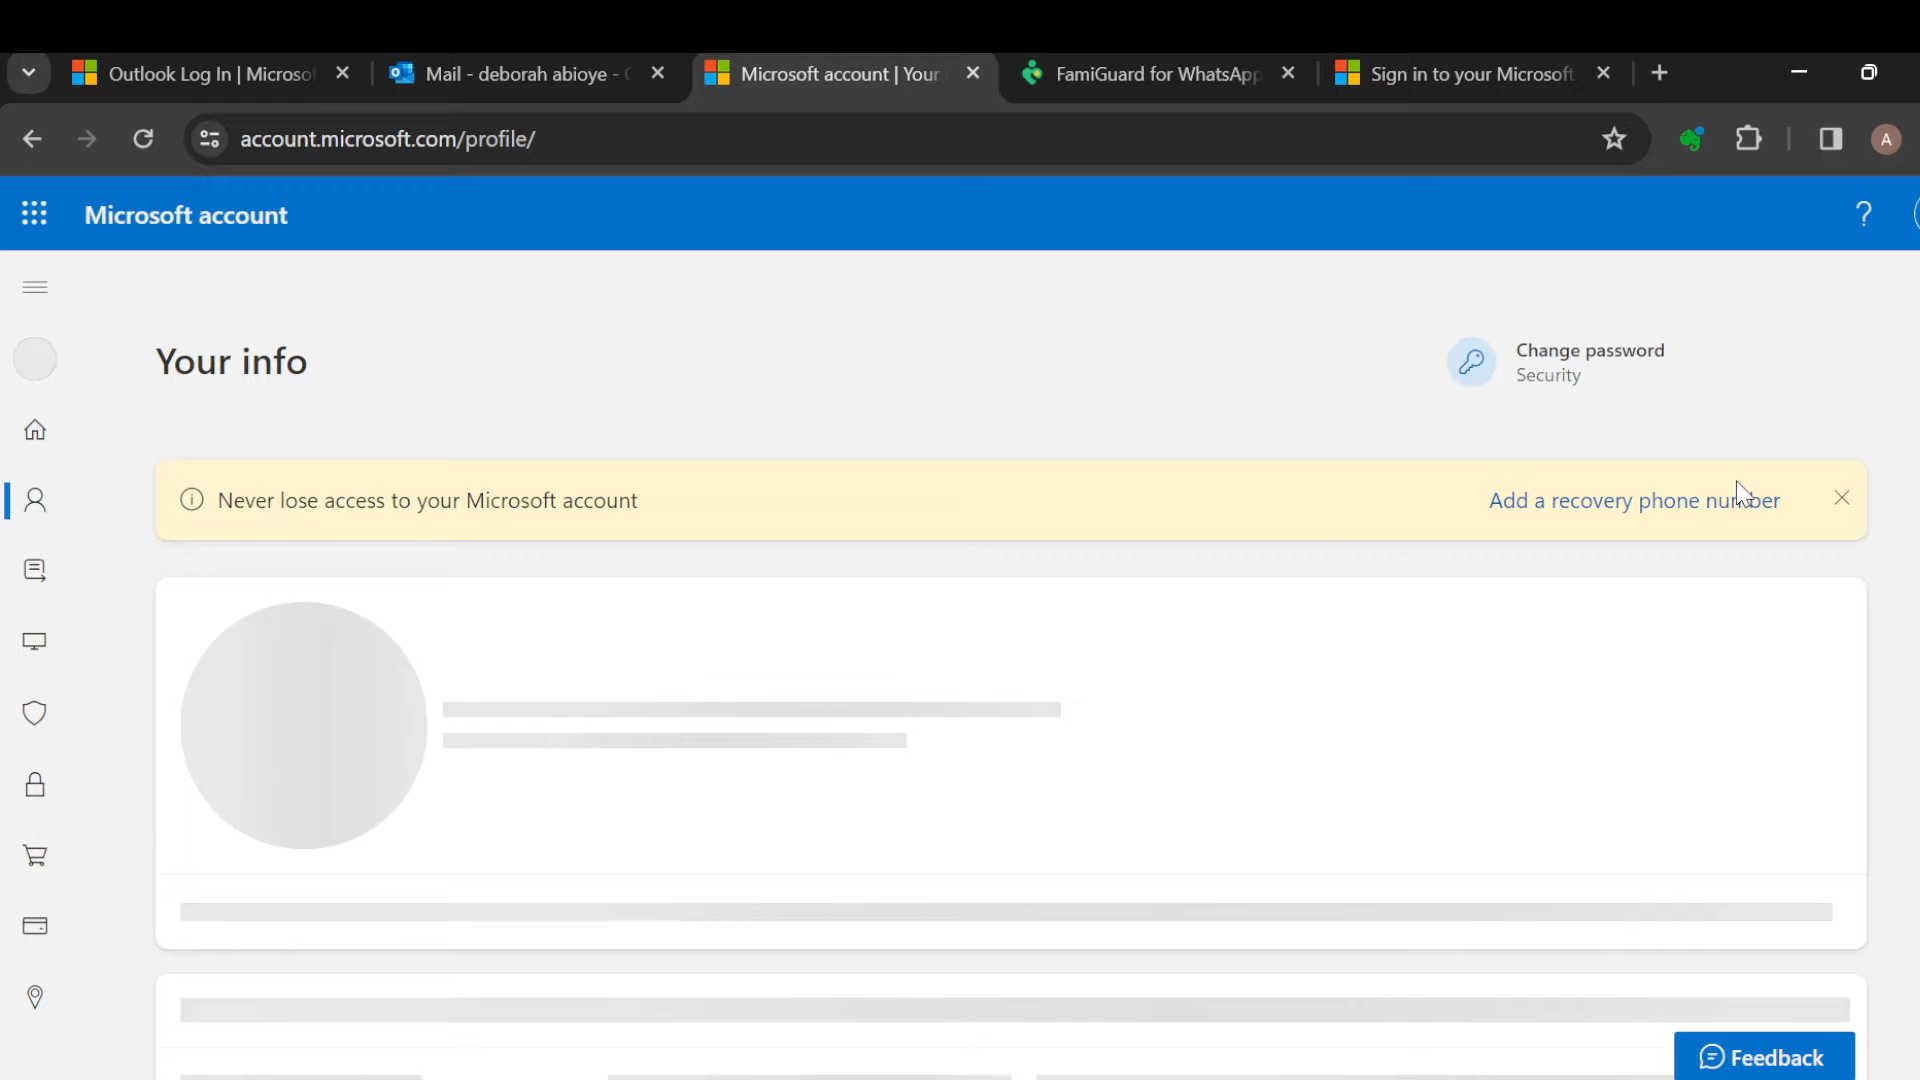 Outlook Log In | Microso
Mail - deborah abioye -
Microsoft account | Your
FamiGuard for WhatsApp
Sign in to your Microsoft
account.microsoft.com/profile/
A
Microsoft account
?
Your info
Change password
Security
Never lose access to your Microsoft account
Add a recovery phone number
Feedback